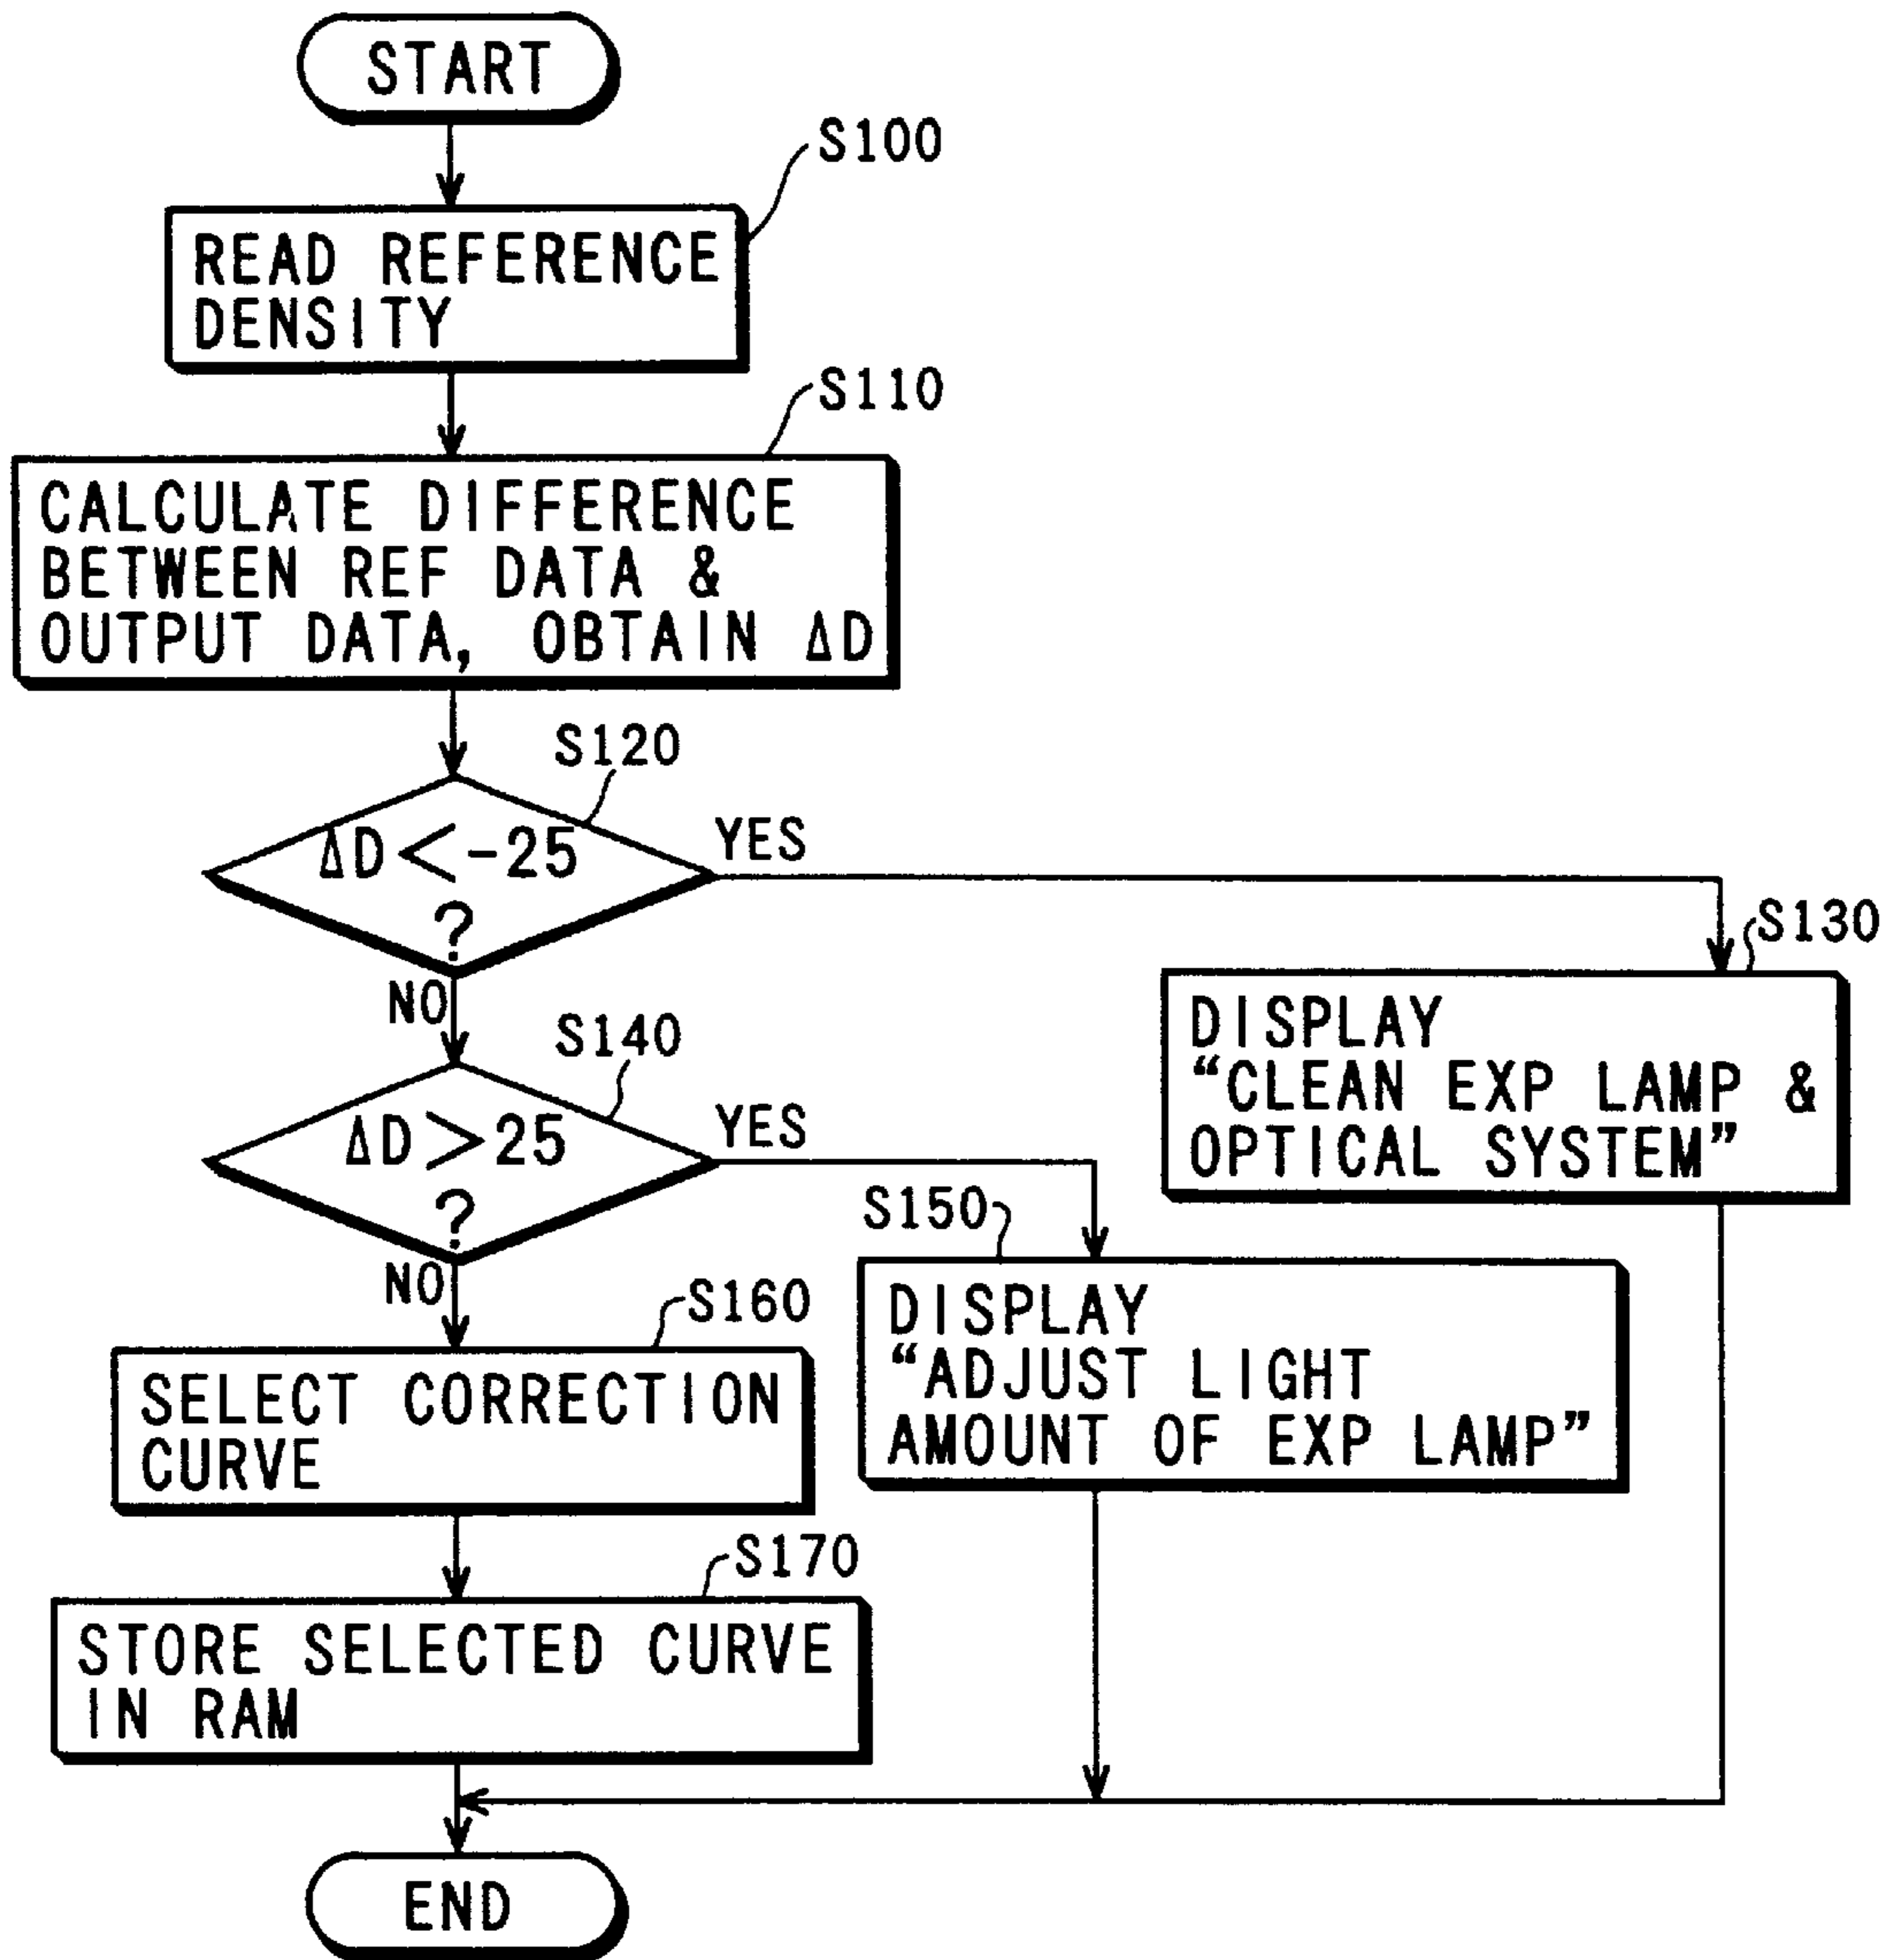 START
S100
READ REFERENCE
DENSITY
S110
CALCULATE DIFFERENCE
BETWEEN REF DATA &
OUTPUT DATA, OBTAIN ΔD
S120
ΔD<-25
?
YES
NO
S130
DISPLAY
“CLEAN EXP LAMP &
OPTICAL SYSTEM”
S140
ΔD>25
?
YES
NO
S150
DISPLAY
“ADJUST LIGHT
AMOUNT OF EXP LAMP”
S160
SELECT CORRECTION
CURVE
S170
STORE SELECTED CURVE
IN RAM
END